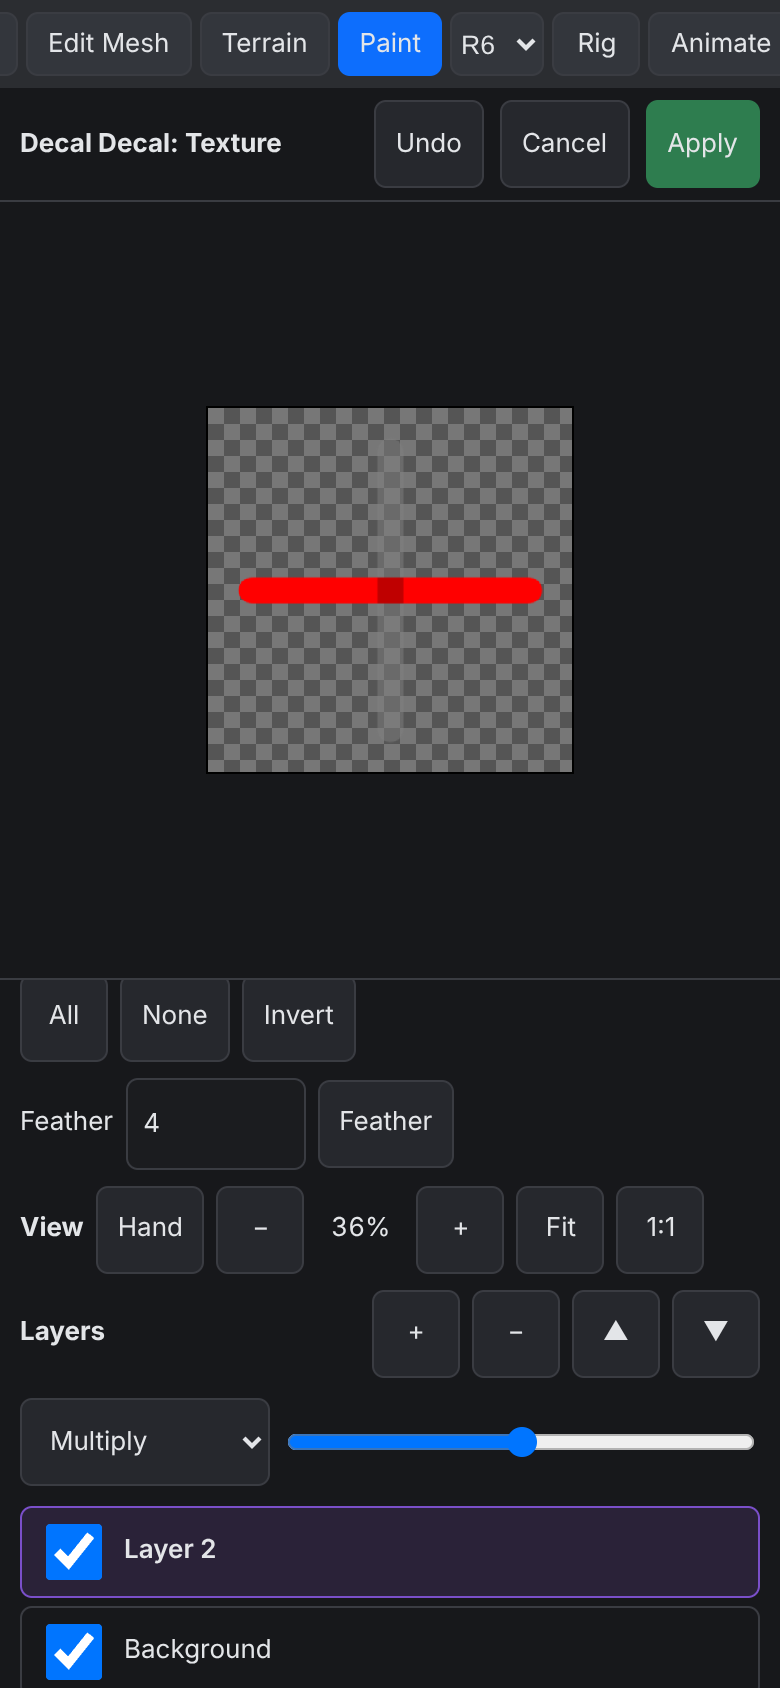 Edit Mesh Terrain Paint R6 Rig Animate
Decal Decal: Texture Undo Cancel Apply
All None Invert
Feather 4 Feather
View Hand − 36% + Fit 1:1
Layers + − ▲ ▼
Multiply
Layer 2
Background